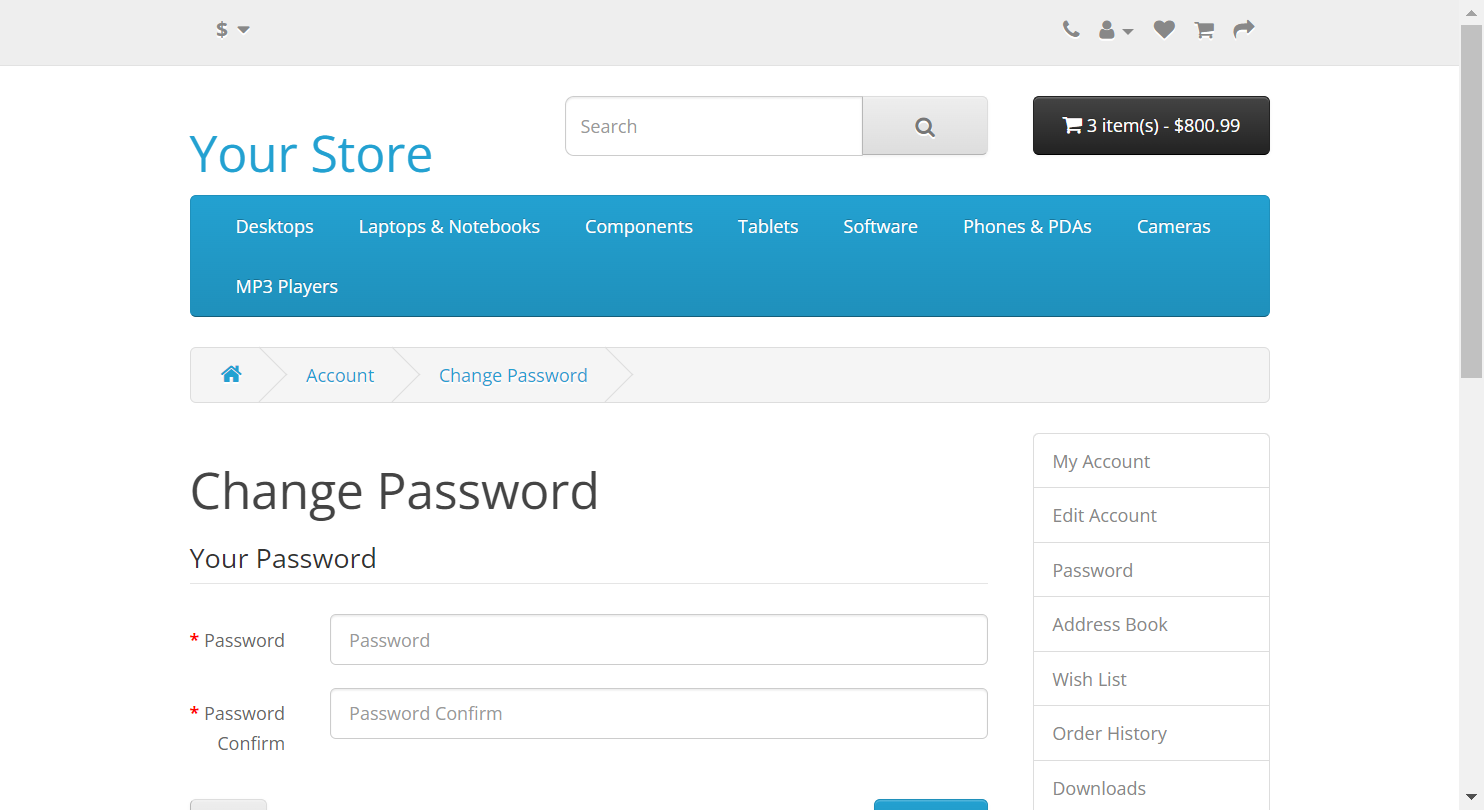 $
Search
3 item(s) - $800.99
Your Store
Desktops Laptops & Notebooks Components Tablets Software Phones & PDAs Cameras
MP3 Players
Account Change Password
Change Password
Your Password
* Password Password
* Password Confirm Password Confirm
My Account
Edit Account
Password
Address Book
Wish List
Order History
Downloads